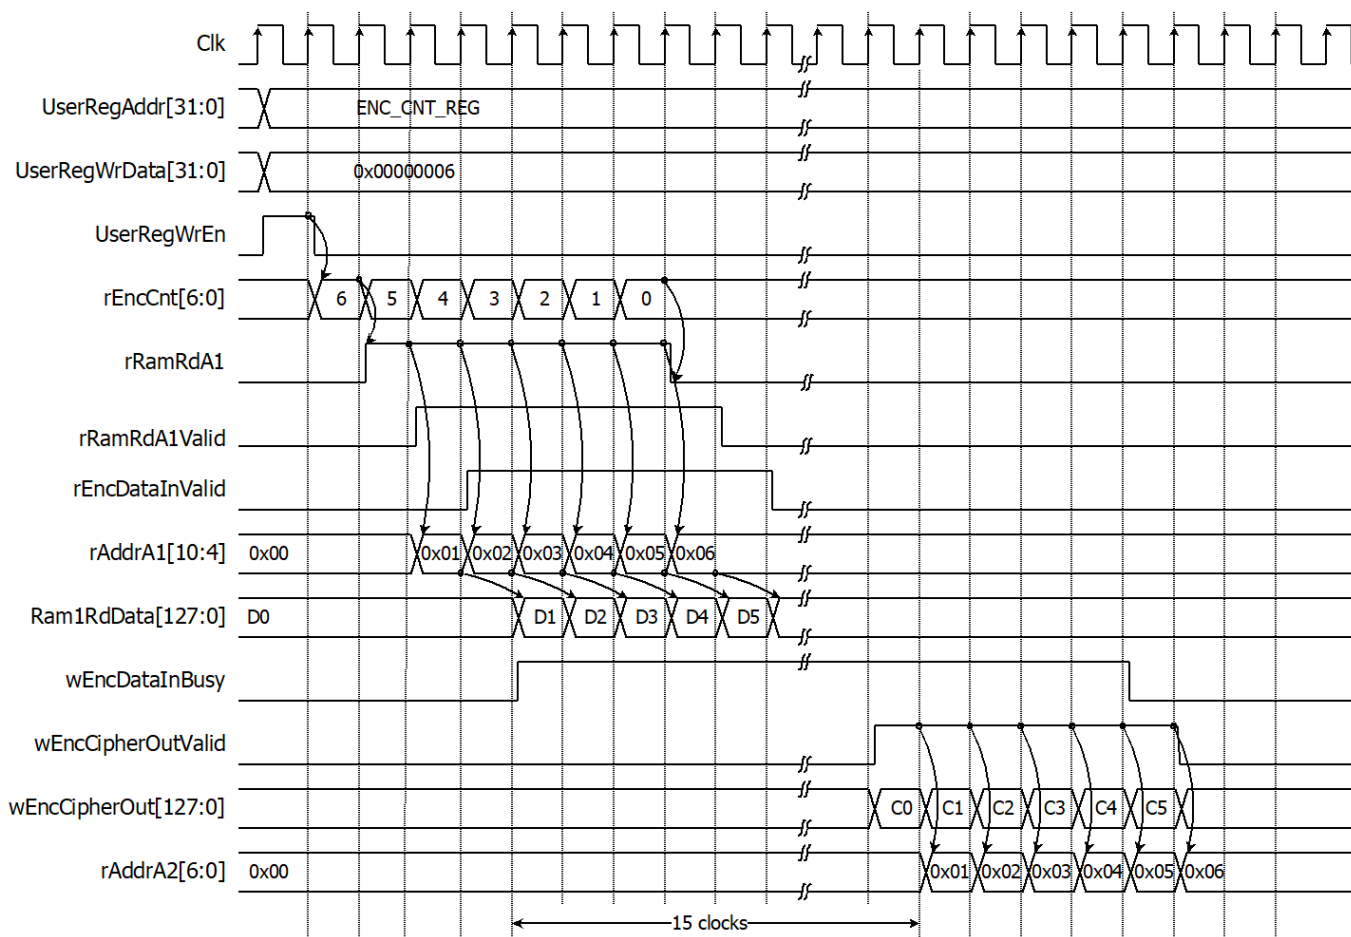 Clk
UserRegAddr[31:0] ENC_CNT_REG
UserRegWrData[31:0] 0x00000006
UserRegWrEn
rEncCnt[6:0] 6 5 4 3 2 1 0
rRamRdA1
rRamRdA1Valid
rEncDataInValid
rAddrA1[10:4] 0x00 0x01 0x02 0x03 0x04 0x05 0x06
Ram1RdData[127:0] D0 D1 D2 D3 D4 D5
wEncDataInBusy
wEncCipherOutValid
wEncCipherOut[127:0] C0 C1 C2 C3 C4 C5
rAddrA2[6:0] 0x00 0x01 0x02 0x03 0x04 0x05 0x06
15 clocks